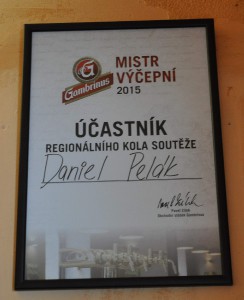 G
Gambrinus
MISTR
VÝČEPNÍ
2015
ÚČASTNÍK
REGIONÁLNÍHO KOLA SOUTĚŽE
Daniel Pelák